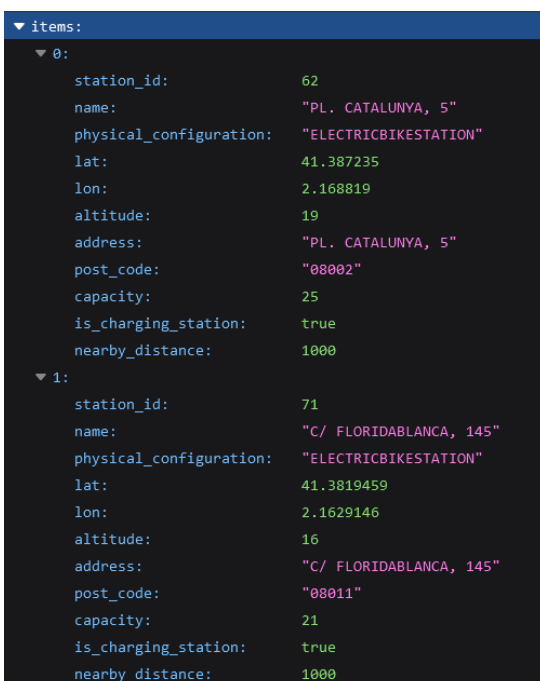 items:
0:
station_id: 62
name: "PL. CATALUNYA, 5"
physical_configuration: "ELECTRICBIKESTATION"
lat: 41.387235
lon: 2.168819
altitude: 19
address: "PL. CATALUNYA, 5"
post_code: "08002"
capacity: 25
is_charging_station: true
nearby_distance: 1000
1:
station_id: 71
name: "C/ FLORIDABLANCA, 145"
physical_configuration: "ELECTRICBIKESTATION"
lat: 41.3819459
lon: 2.1629146
altitude: 16
address: "C/ FLORIDABLANCA, 145"
post_code: "08011"
capacity: 21
is_charging_station: true
nearby_distance: 1000